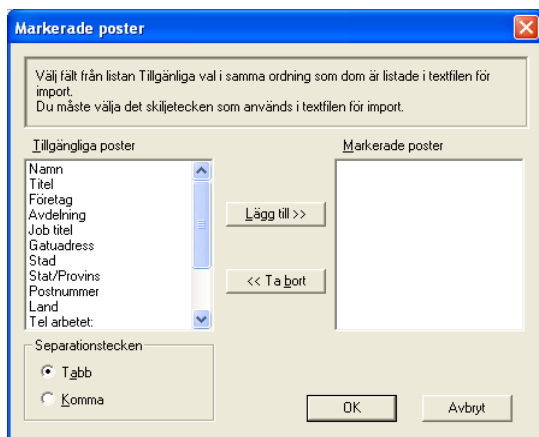 Markerade poster
Välj fält från listan Tillgänliga val i samma ordning som dom är listade i textfilen för
import.
Du måste välja det skiljetecken som används i textfilen för import.
Tillgängliga poster
Namn
Titel
Företag
Avdelning
Job titel
Gatuadress
Stad
Stat/Provins
Postnummer
Land
Tel arbetet:
Lägg till >>
<< Ta bort
Markerade poster
Separationstecken
Tabb
Komma
OK
Avbryt